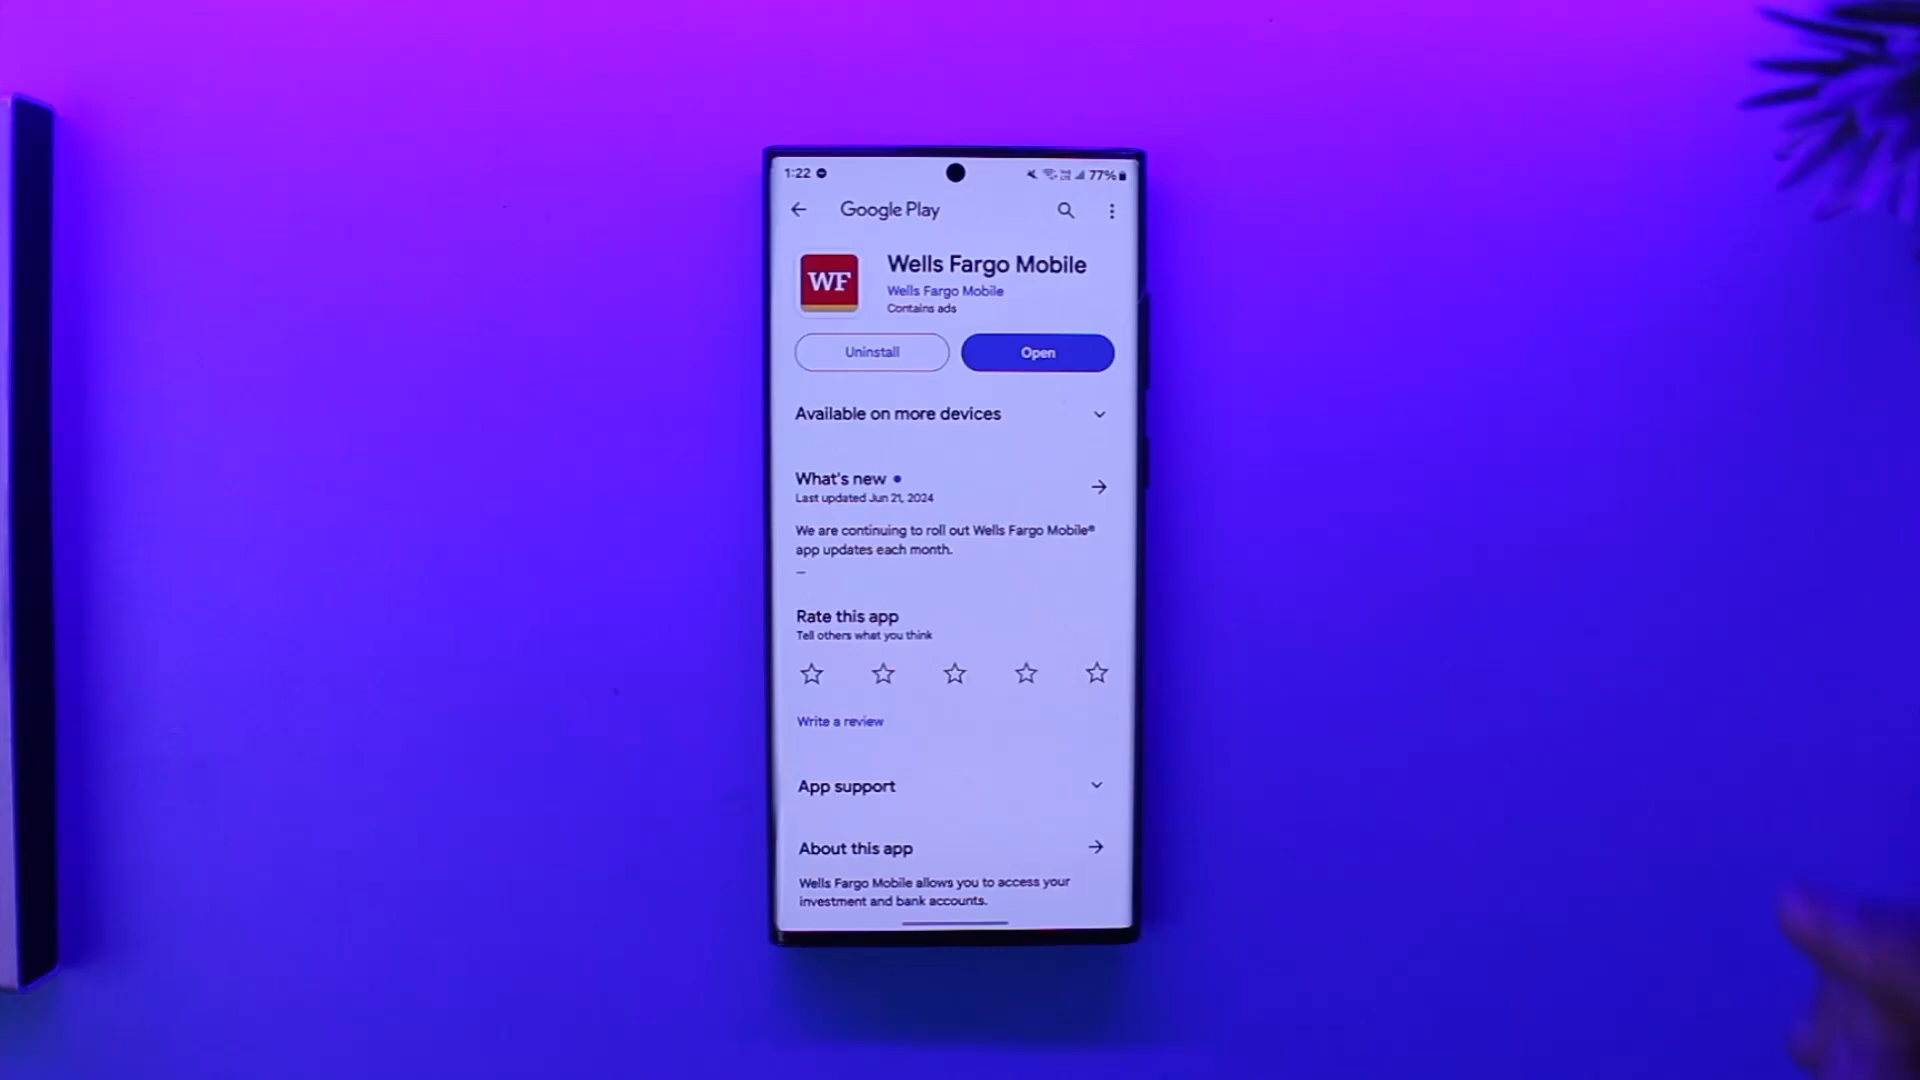 1:22
77%
Google Play
WF
Wells Fargo Mobile
Wells Fargo Mobile
Contains ads
Uninstall
Open
Available on more devices
What's new
Last updated Jun 21, 2024
We are continuing to roll out Wells Fargo Mobile®
app updates each month.
–
Rate this app
Tell others what you think
Write a review
App support
About this app
Wells Fargo Mobile allows you to access your
investment and bank accounts.